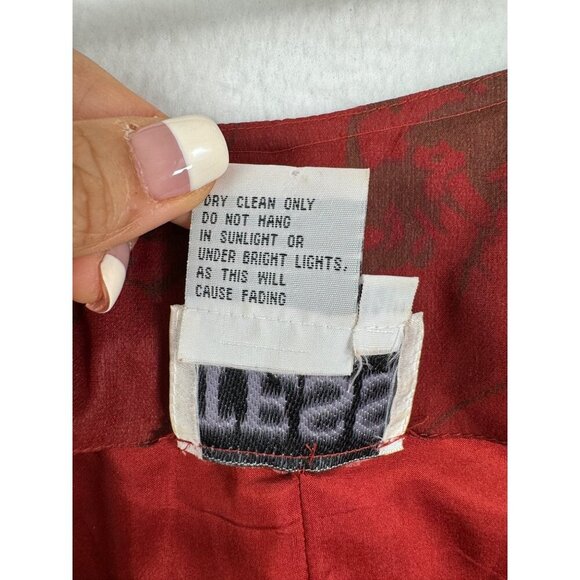 DRY CLEAN ONLY
DO NOT HANG
IN SUNLIGHT OR
UNDER BRIGHT LIGHTS,
AS THIS WILL
CAUSE FADING